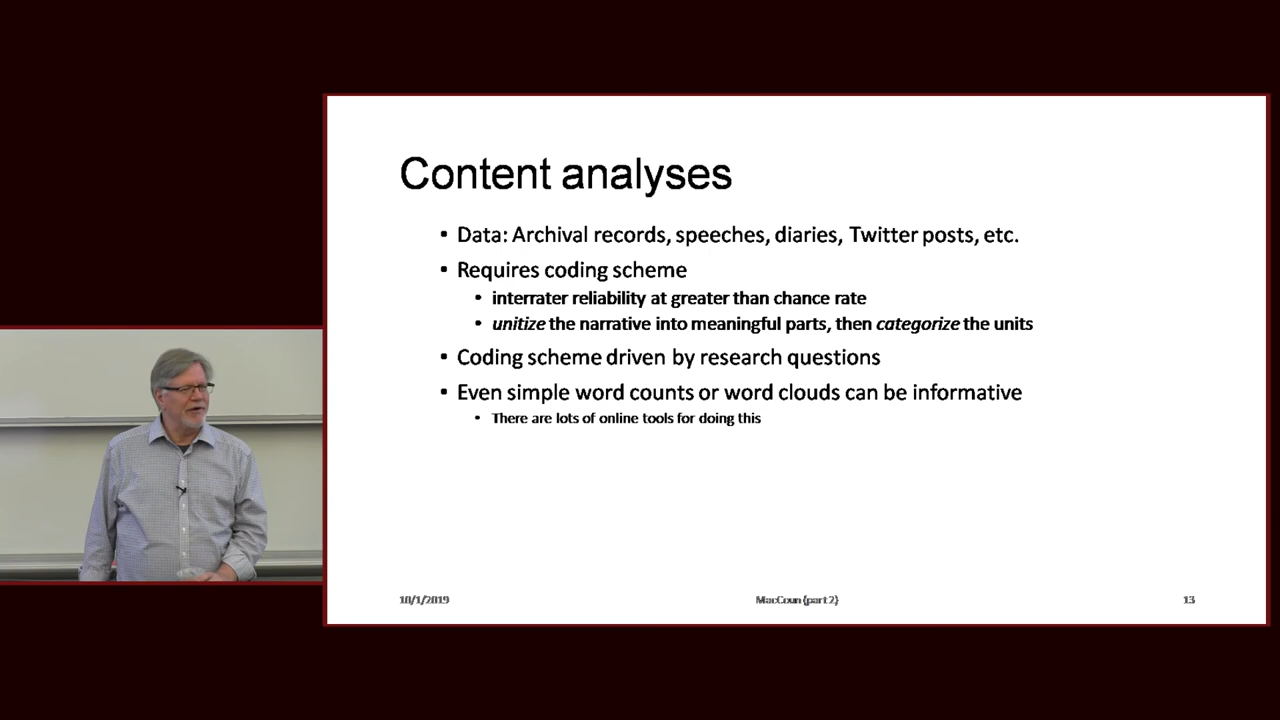 Content analyses
• Data: Archival records, speeches, diaries, Twitter posts, etc.
• Requires coding scheme
• interrater reliability at greater than chance rate
• unitize the narrative into meaningful parts, then categorize the units
• Coding scheme driven by research questions
• Even simple word counts or word clouds can be informative
• There are lots of online tools for doing this
10/1/2019
MacCoun (part 2)
13